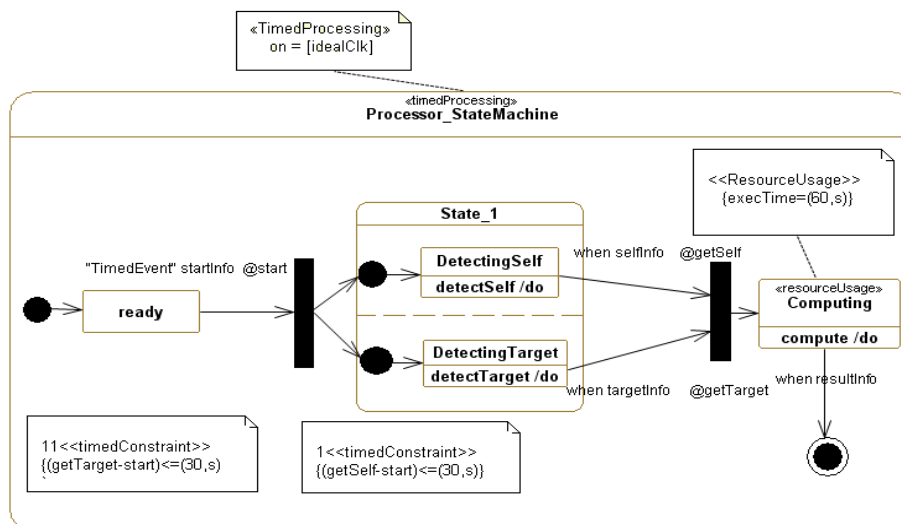 «TimedProcessing»
on = [idealClk]
«timedProcessing»
Processor_StateMachine
<<ResourceUsage>>
{execTime=(60,s)}
State_1
"TimedEvent" startInfo @start
DetectingSelf
detectSelf /do
when selfInfo @getSelf
ready
«resourceUsage»
Computing
compute /do
DetectingTarget
detectTarget /do
when targetInfo @getTarget
when resultInfo
11<<timedConstraint>>
{(getTarget-start)<=(30,s)
`
1<<timedConstraint>>
{(getSelf-start)<=(30,s)}